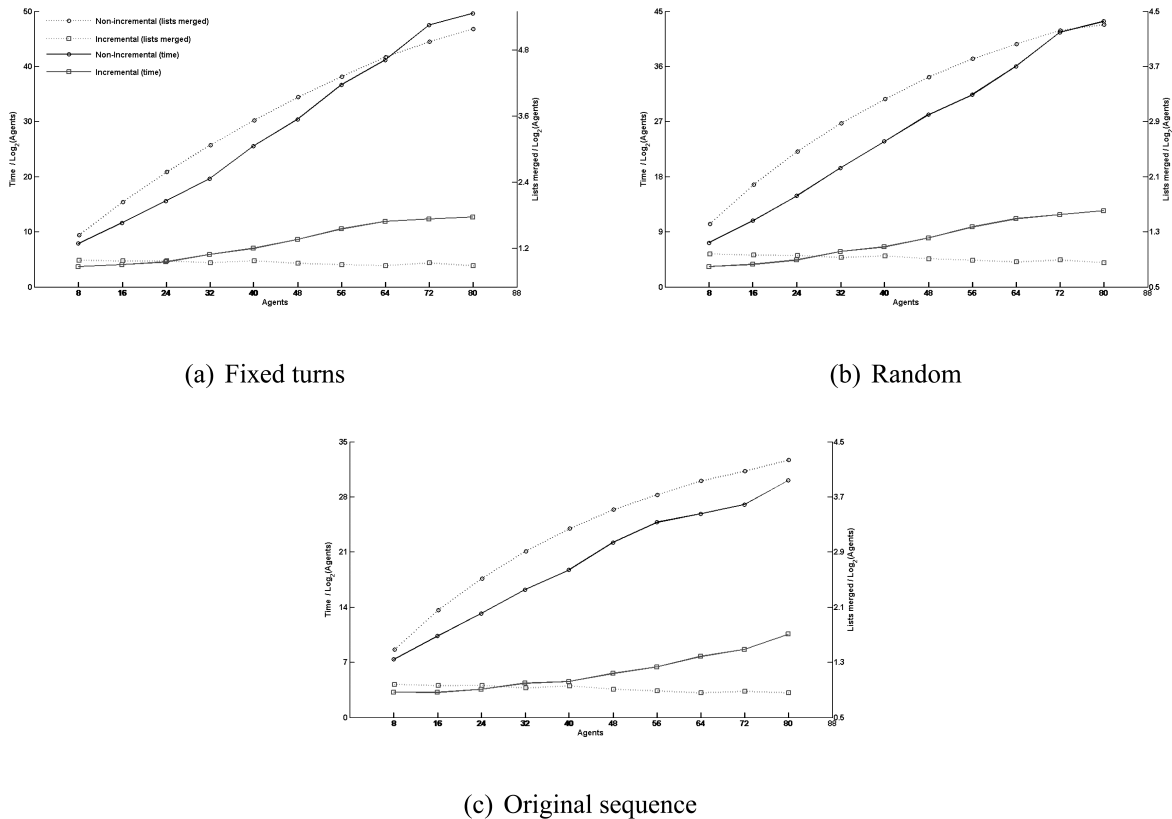 50
40
30
20
10
0
Time / Log2(Agents)
Non-incremental (lists merged)
Incremental (lists merged)
Non-Incremental (time)
Incremental (time)
4.8
3.6
2.4
1.2
Lists merged / Log2(Agents)
8 16 24 32 40 48 56 64 72 80 88
Agents
(a) Fixed turns
45
36
27
18
9
0
Time / Log2(Agents)
4.5
3.7
2.9
2.1
1.3
0.5
Lists merged / Log2(Agents)
8 16 24 32 40 48 56 64 72 80 88
Agents
(b) Random
35
28
21
14
7
0
Time / Log2(Agents)
4.5
3.7
2.9
2.1
1.3
0.5
Lists merged / Log2(Agents)
8 16 24 32 40 48 56 64 72 80 88
Agents
(c) Original sequence